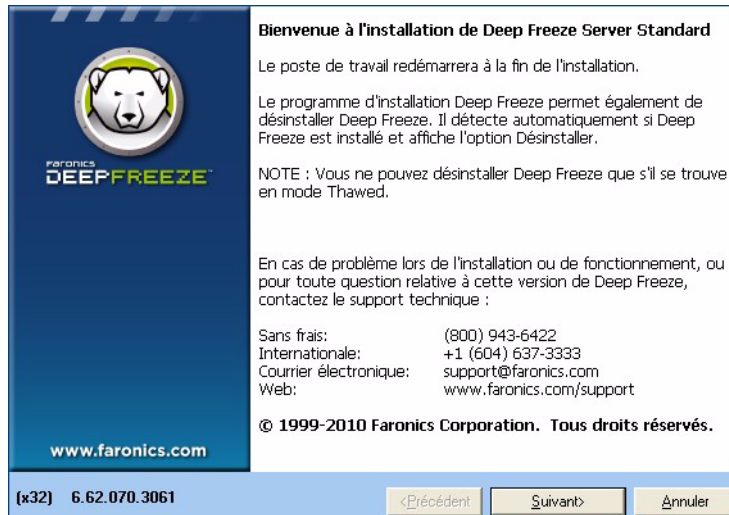 Bienvenue à l'installation de Deep Freeze Server Standard
Le poste de travail redémarrera à la fin de l'installation.
Le programme d'installation Deep Freeze permet également de
désinstaller Deep Freeze. Il détecte automatiquement si Deep
Freeze est installé et affiche l'option Désinstaller.
NOTE : Vous ne pouvez désinstaller Deep Freeze que s'il se trouve
en mode Thawed.
En cas de problème lors de l'installation ou de fonctionnement, ou
pour toute question relative à cette version de Deep Freeze,
contactez le support technique :
Sans frais: (800) 943-6422
Internationale: +1 (604) 637-3333
Courrier électronique: support@faronics.com
Web: www.faronics.com/support
© 1999-2010 Faronics Corporation. Tous droits réservés.
FARONICS
DEEPFREEZE
www.faronics.com
(x32) 6.62.070.3061
<Précédent Suivant> Annuler